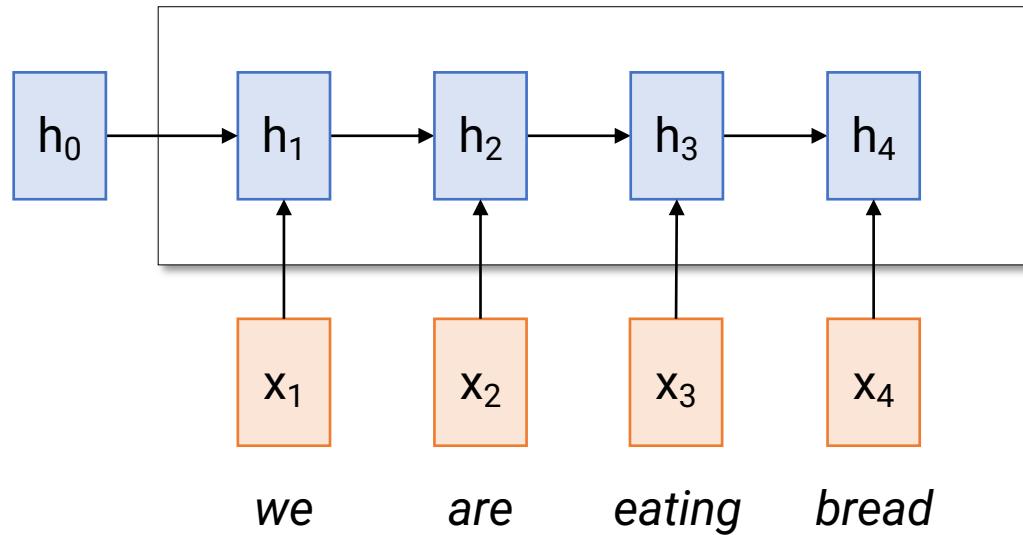 h₀ h₁ h₂ h₃ h₄
x₁ x₂ x₃ x₄
we are eating bread